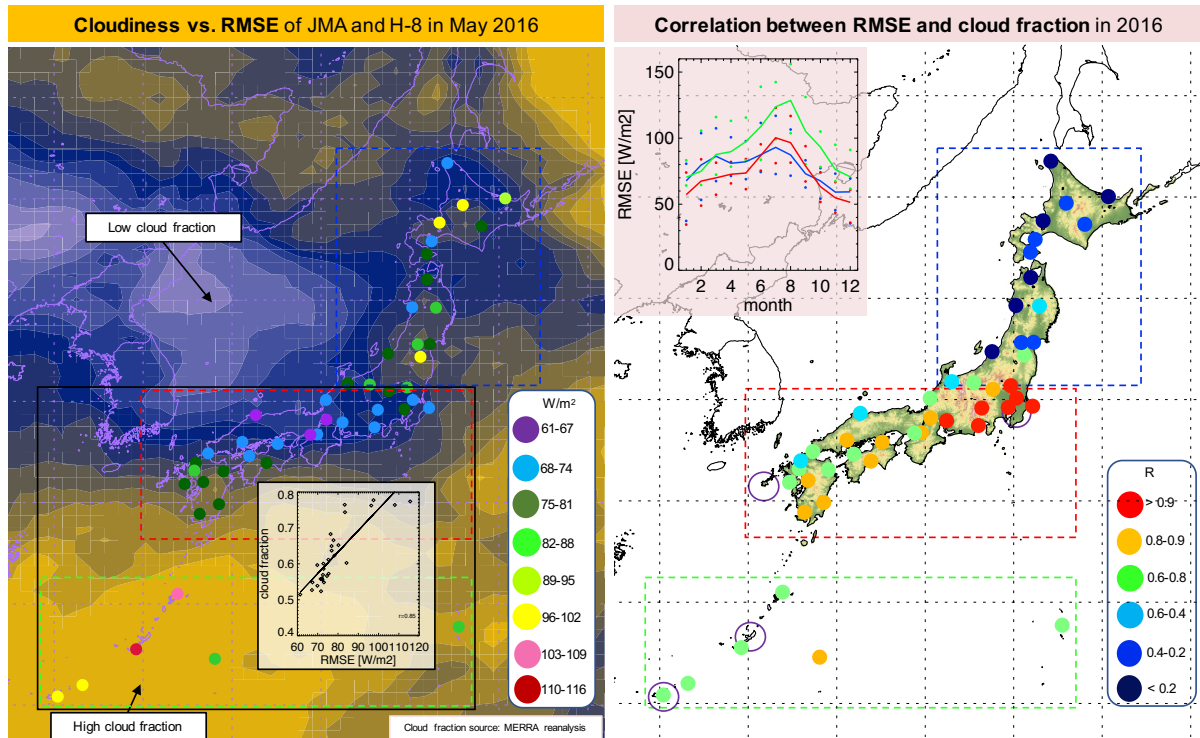 Cloudiness vs. RMSE of JMA and H-8 in May 2016
Low cloud fraction
W/m²
61-67
68-74
75-81
82-88
89-95
96-102
103-109
110-116
0.8
0.7
0.6
0.5
0.4
cloud fraction
r=0.85
60 70 80 90 100 110 120
RMSE [W/m2]
High cloud fraction
Cloud fraction source: MERRA reanalysis
Correlation between RMSE and cloud fraction in 2016
150
100
50
0
RMSE [W/m2]
2 4 6 8 10 12
month
R
> 0.9
0.8-0.9
0.6-0.8
0.6-0.4
0.4-0.2
< 0.2